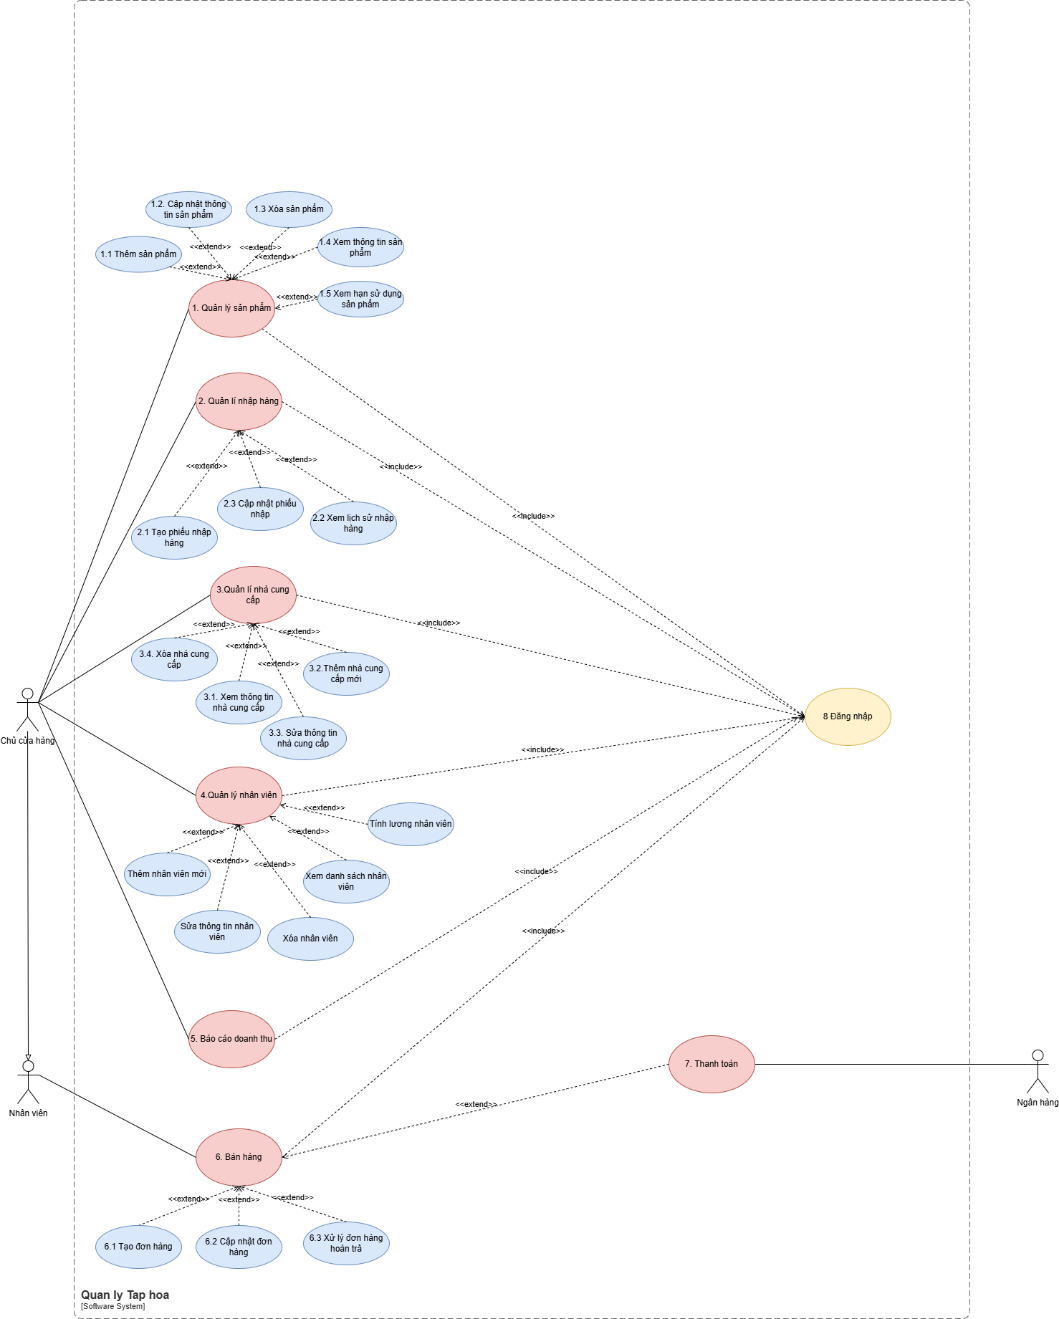 1.2. Cập nhật thông
tin sản phẩm
1.3 Xóa sản phẩm
1.1 Thêm sản phẩm
<<extend>>
<<extend>>
<<extend>>
<<extend>>
1.4 Xem thông tin sản
phẩm
1. Quản lý sản phẩm
<<extend>>
1.5 Xem hạn sử dụng
sản phẩm
2. Quản lí nhập hàng
<<extend>>
<<extend>>
<<extend>>
<<include>>
2.1 Tạo phiếu nhập
hàng
2.3 Cập nhật phiếu
nhập
2.2 Xem lịch sử nhập
hàng
<<include>>
3.Quản lí nhà cung
cấp
<<extend>>
<<extend>>
<<extend>>
<<extend>>
<<include>>
3.4. Xóa nhà cung
cấp
3.2.Thêm nhà cung
cấp mới
3.1. Xem thông tin
nhà cung cấp
3.3. Sửa thông tin
nhà cung cấp
Chủ cửa hàng
8 Đăng nhập
<<include>>
4.Quản lý nhân viên
<<extend>>
<<extend>>
<<extend>>
<<extend>>
<<extend>>
Tính lương nhân viên
Thêm nhân viên mới
Xem danh sách nhân
viên
Sửa thông tin nhân
viên
Xóa nhân viên
<<include>>
<<include>>
5. Báo cáo doanh thu
7. Thanh toán
Ngân hàng
Nhân viên
<<extend>>
6. Bán hàng
<<extend>>
<<extend>>
<<extend>>
6.1 Tạo đơn hàng
6.2 Cập nhật đơn
hàng
6.3 Xử lý đơn hàng
hoàn trả
Quan ly Tap hoa
[Software System]